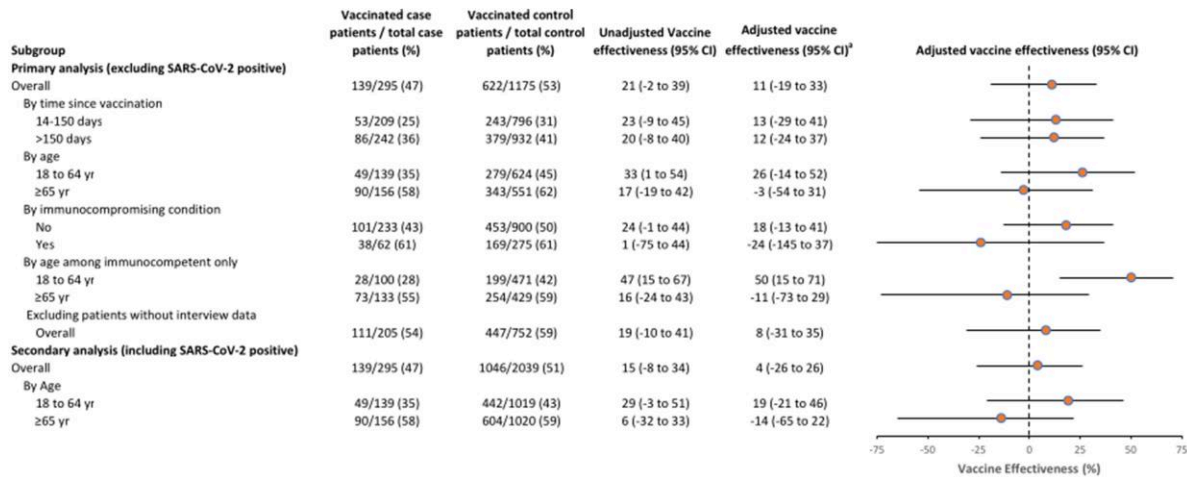 Subgroup Vaccinated case patients / total case patients (%) Vaccinated control patients / total control patients (%) Unadjusted Vaccine effectiveness (95% CI) Adjusted vaccine effectiveness (95% CI)ª Adjusted vaccine effectiveness (95% CI)
Primary analysis (excluding SARS-CoV-2 positive)
Overall 139/295 (47) 622/1175 (53) 21 (-2 to 39) 11 (-19 to 33)
By time since vaccination
14-150 days 53/209 (25) 243/796 (31) 23 (-9 to 45) 13 (-29 to 41)
>150 days 86/242 (36) 379/932 (41) 20 (-8 to 40) 12 (-24 to 37)
By age
18 to 64 yr 49/139 (35) 279/624 (45) 33 (1 to 54) 26 (-14 to 52)
≥65 yr 90/156 (58) 343/551 (62) 17 (-19 to 42) -3 (-54 to 31)
By immunocompromising condition
No 101/233 (43) 453/900 (50) 24 (-1 to 44) 18 (-13 to 41)
Yes 38/62 (61) 169/275 (61) 1 (-75 to 44) -24 (-145 to 37)
By age among immunocompetent only
18 to 64 yr 28/100 (28) 199/471 (42) 47 (15 to 67) 50 (15 to 71)
≥65 yr 73/133 (55) 254/429 (59) 16 (-24 to 43) -11 (-73 to 29)
Excluding patients without interview data
Overall 111/205 (54) 447/752 (59) 19 (-10 to 41) 8 (-31 to 35)
Secondary analysis (including SARS-CoV-2 positive)
Overall 139/295 (47) 1046/2039 (51) 15 (-8 to 34) 4 (-26 to 26)
By Age
18 to 64 yr 49/139 (35) 442/1019 (43) 29 (-3 to 51) 19 (-21 to 46)
≥65 yr 90/156 (58) 604/1020 (59) 6 (-32 to 33) -14 (-65 to 22)
-75 -50 -25 0 25 50 75
Vaccine Effectiveness (%)